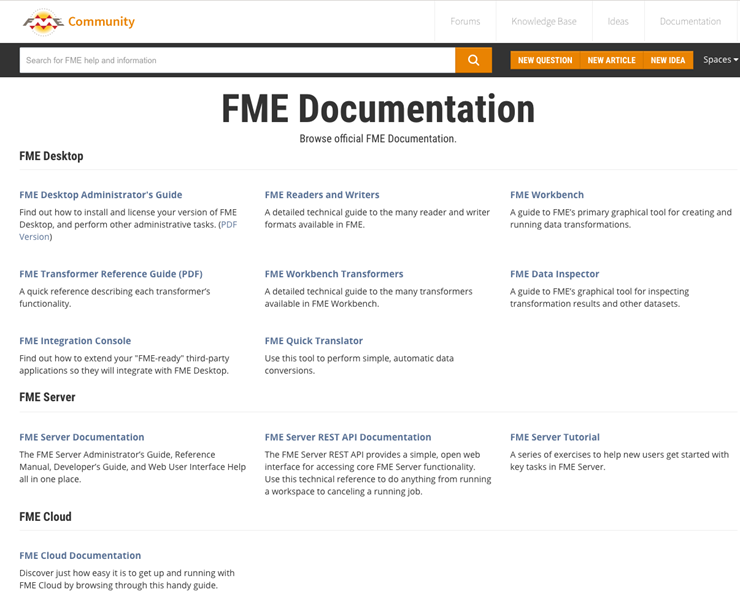 FME Community
Forums
Knowledge Base
Ideas
Documentation
Search for FME help and information
NEW QUESTION
NEW ARTICLE
NEW IDEA
Spaces
FME Documentation
Browse official FME Documentation.
FME Desktop
FME Desktop Administrator's Guide
Find out how to install and license your version of FME
Desktop, and perform other administrative tasks. (PDF
Version)
FME Readers and Writers
A detailed technical guide to the many reader and writer
formats available in FME.
FME Workbench
A guide to FME's primary graphical tool for creating and
running data transformations.
FME Transformer Reference Guide (PDF)
A quick reference describing each transformer's
functionality.
FME Workbench Transformers
A detailed technical guide to the many transformers
available in FME Workbench.
FME Data Inspector
A guide to FME's graphical tool for inspecting
transformation results and other datasets.
FME Integration Console
Find out how to extend your "FME-ready" third-party
applications so they will integrate with FME Desktop.
FME Quick Translator
Use this tool to perform simple, automatic data
conversions.
FME Server
FME Server Documentation
The FME Server Administrator's Guide, Reference
Manual, Developer's Guide, and Web User Interface Help
all in one place.
FME Server REST API Documentation
The FME Server REST API provides a simple, open web
interface for accessing core FME Server functionality.
Use this technical reference to do anything from running
a workspace to canceling a running job.
FME Server Tutorial
A series of exercises to help new users get started with
key tasks in FME Server.
FME Cloud
FME Cloud Documentation
Discover just how easy it is to get up and running with
FME Cloud by browsing through this handy guide.